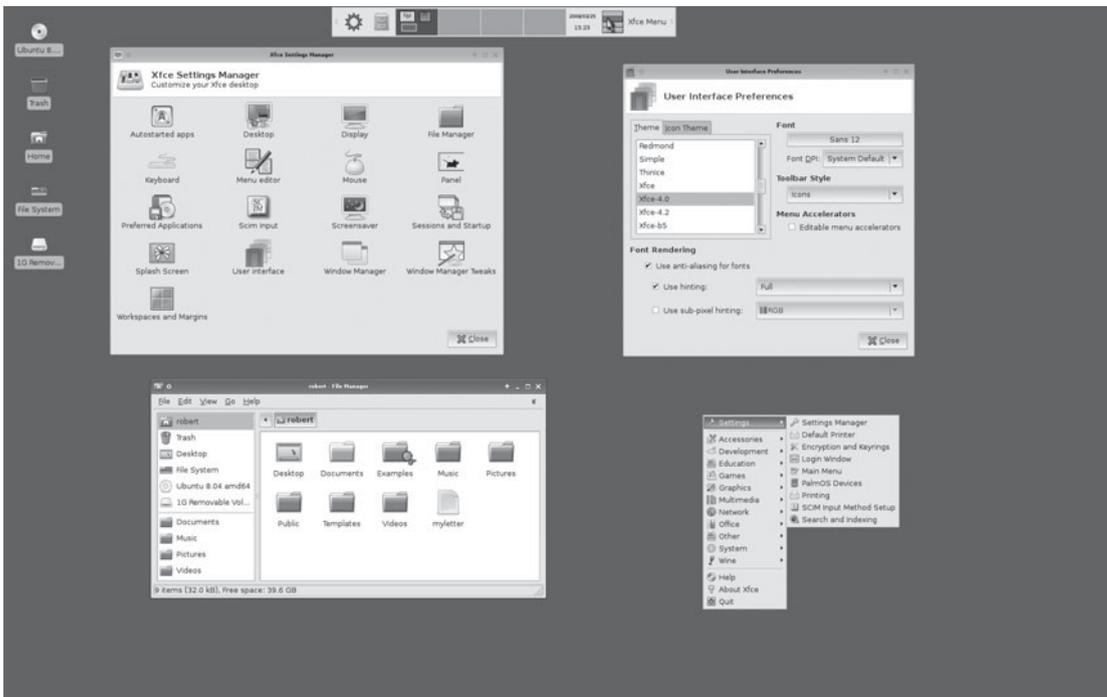 Xfce Menu
15:23
Ubuntu 8....
Trash
Home
File System
1G Remov...
Xfce Settings Manager
Xfce Settings Manager
Customize your Xfce desktop
Autostarted apps
Desktop
Display
File Manager
Keyboard
Menu editor
Mouse
Panel
Preferred Applications
Scim Input
Screensaver
Sessions and Startup
Splash Screen
User interface
Window Manager
Window Manager Tweaks
Workspaces and Margins
Close
User Interface Preferences
User Interface Preferences
Theme Icon Theme
Redmond
Simple
Thinice
Xfce
Xfce-4.0
Xfce-4.2
Xfce-b5
Font
Sans 12
Font DPI: System Default
Toolbar Style
Icons
Menu Accelerators
Editable menu accelerators
Font Rendering
Use anti-aliasing for fonts
Use hinting: Full
Use sub-pixel hinting: RGB
Close
robert - File Manager
File Edit View Go Help
robert
robert
Trash
Desktop
File System
Ubuntu 8.04 amd64
1G Removable Vol...
Documents
Music
Pictures
Videos
Desktop
Documents
Examples
Music
Pictures
Public
Templates
Videos
myletter
9 items (32.0 kB), Free space: 39.6 GB
Settings
Accessories
Development
Education
Games
Graphics
Multimedia
Network
Office
Other
System
Wine
Help
About Xfce
Quit
Settings Manager
Default Printer
Encryption and Keyrings
Login Window
Main Menu
PalmOS Devices
Printing
SCIM Input Method Setup
Search and Indexing